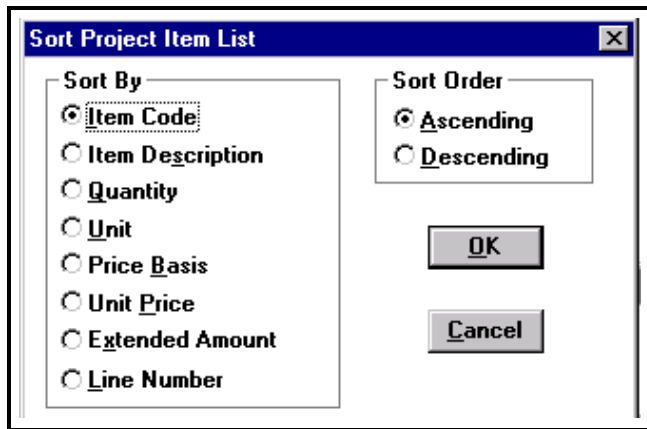 Sort Project Item List
Sort By
Item Code
Item Description
Quantity
Unit
Price Basis
Unit Price
Extended Amount
Line Number
Sort Order
Ascending
Descending
OK
Cancel